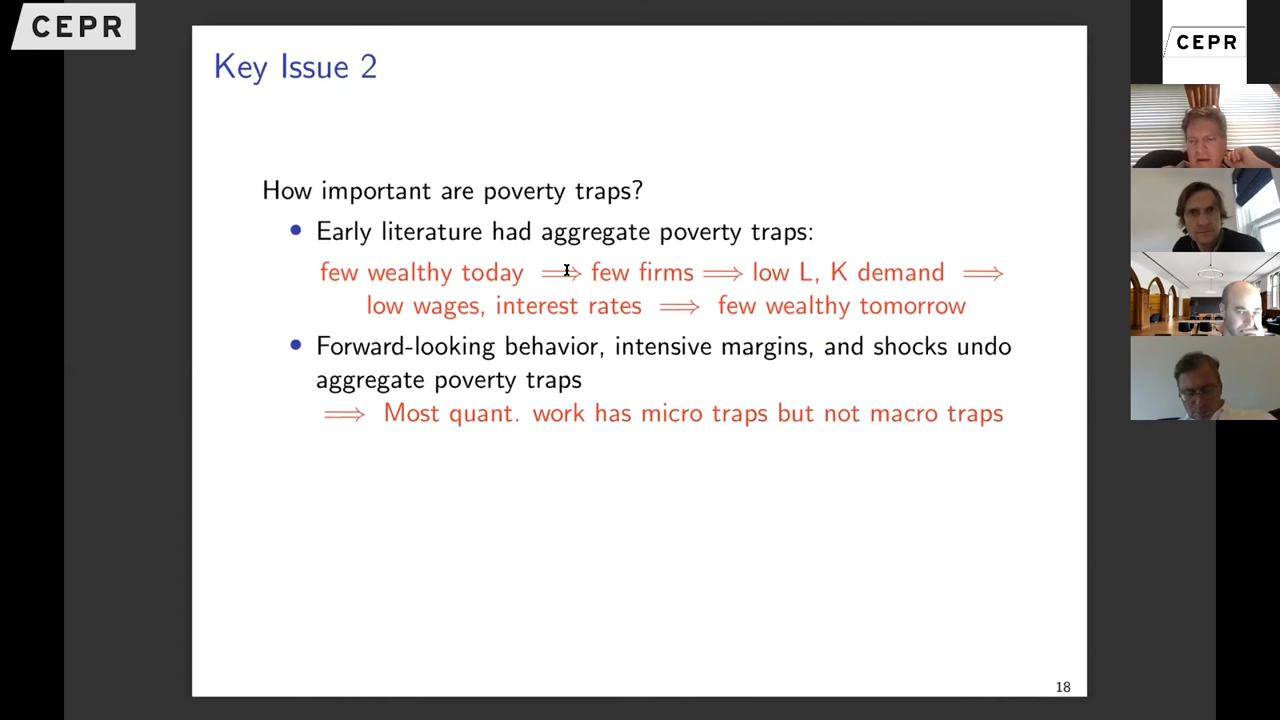 CEPR
CEPR
Key Issue 2
How important are poverty traps?
• Early literature had aggregate poverty traps:
few wealthy today ⟹ few firms ⟹ low L, K demand ⟹
low wages, interest rates ⟹ few wealthy tomorrow
• Forward-looking behavior, intensive margins, and shocks undo
aggregate poverty traps
⟹ Most quant. work has micro traps but not macro traps
18